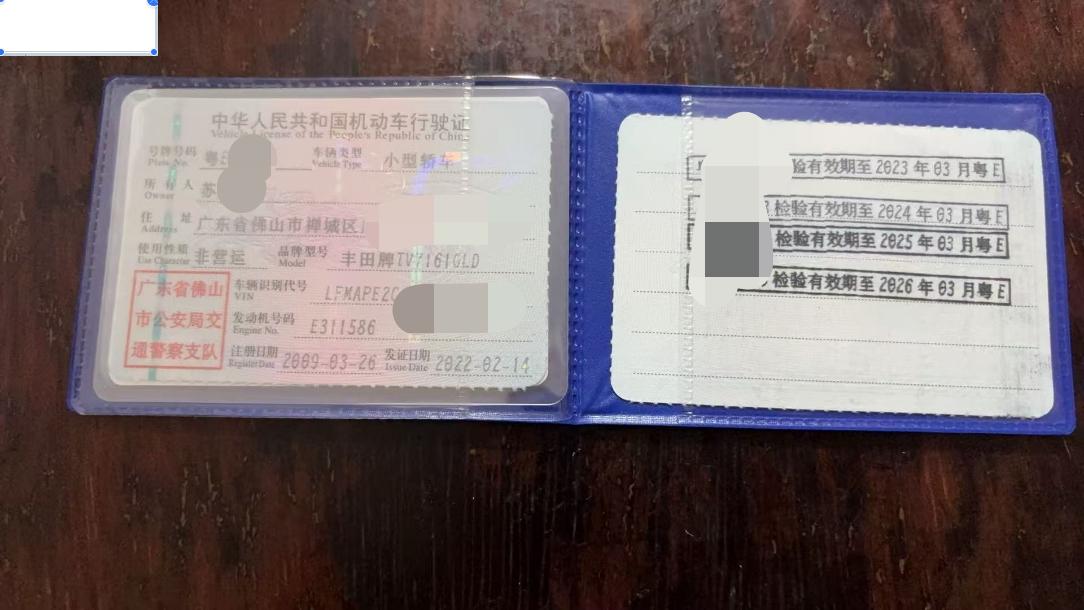 中华人民共和国机动车行驶证
Vehicle License of the People's Republic of China
号牌号码 粤 车辆类型 小型轿车
Plate No. Vehicle Type
所有人 苏
Owner
住址 广东省佛山市禅城区
Address
使用性质 非营运 品牌型号 丰田牌TV7161GLD
Use Character Model
广东省佛山
市公安局交
通警察支队
车辆识别代号 LFMAPE2C
VIN
发动机号码 E311586
Engine No.
注册日期 2009-03-26 发证日期 2022-02-14
Register Date Issue Date
验有效期至2023年03月粤E
检验有效期至2024年03月粤E
检验有效期至2025年03月粤E
检验有效期至2026年03月粤E